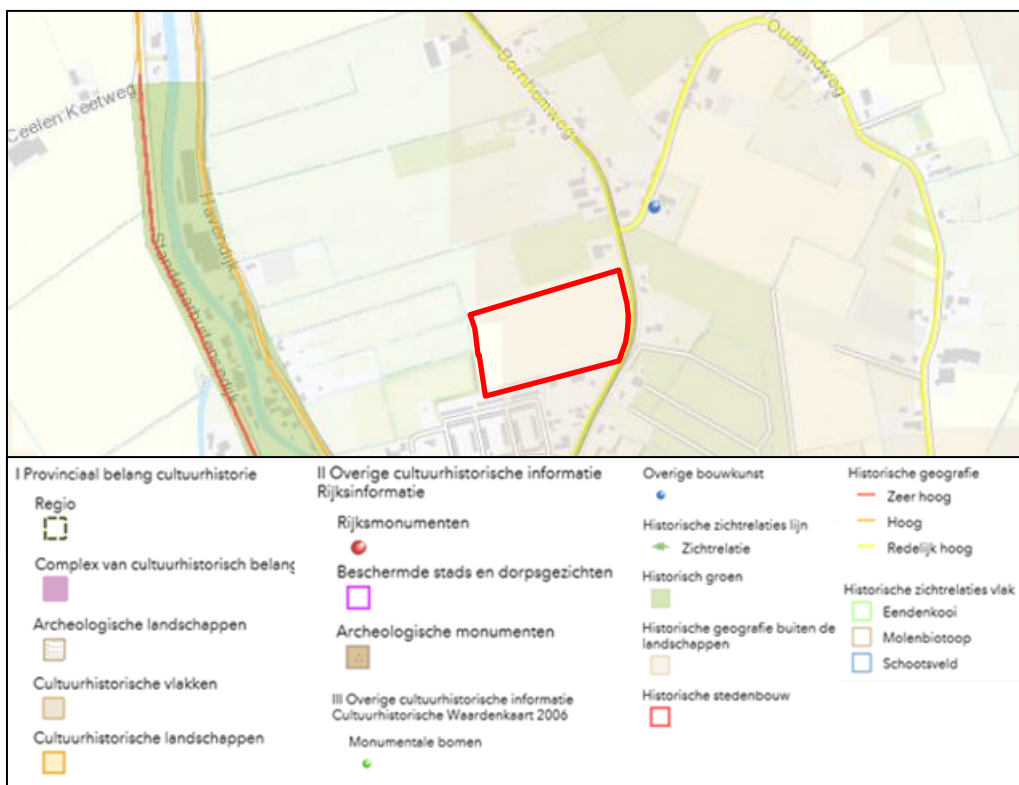 Ceelen Keetweg
Bornhemweg
Oudlandweg
Havendijk
Standdaarbuitensedijk
I Provinciaal belang cultuurhistorie
Regio
Complex van cultuurhistorisch belang
Archeologische landschappen
Cultuurhistorische vlakken
Cultuurhistorische landschappen
II Overige cultuurhistorische informatie
Rijksinformatie
Rijksmonumenten
Beschermde stads en dorpsgezichten
Archeologische monumenten
III Overige cultuurhistorische informatie
Cultuurhistorische Waardenkaart 2006
Monumentale bomen
Overige bouwkunst
Historische zichtrelaties lijn
Zichtrelatie
Historisch groen
Historische geografie buiten de
landschappen
Historische stedenbouw
Historische geografie
Zeer hoog
Hoog
Redelijk hoog
Historische zichtrelaties vlak
Eendenkooi
Molenbiotoop
Schootsveld